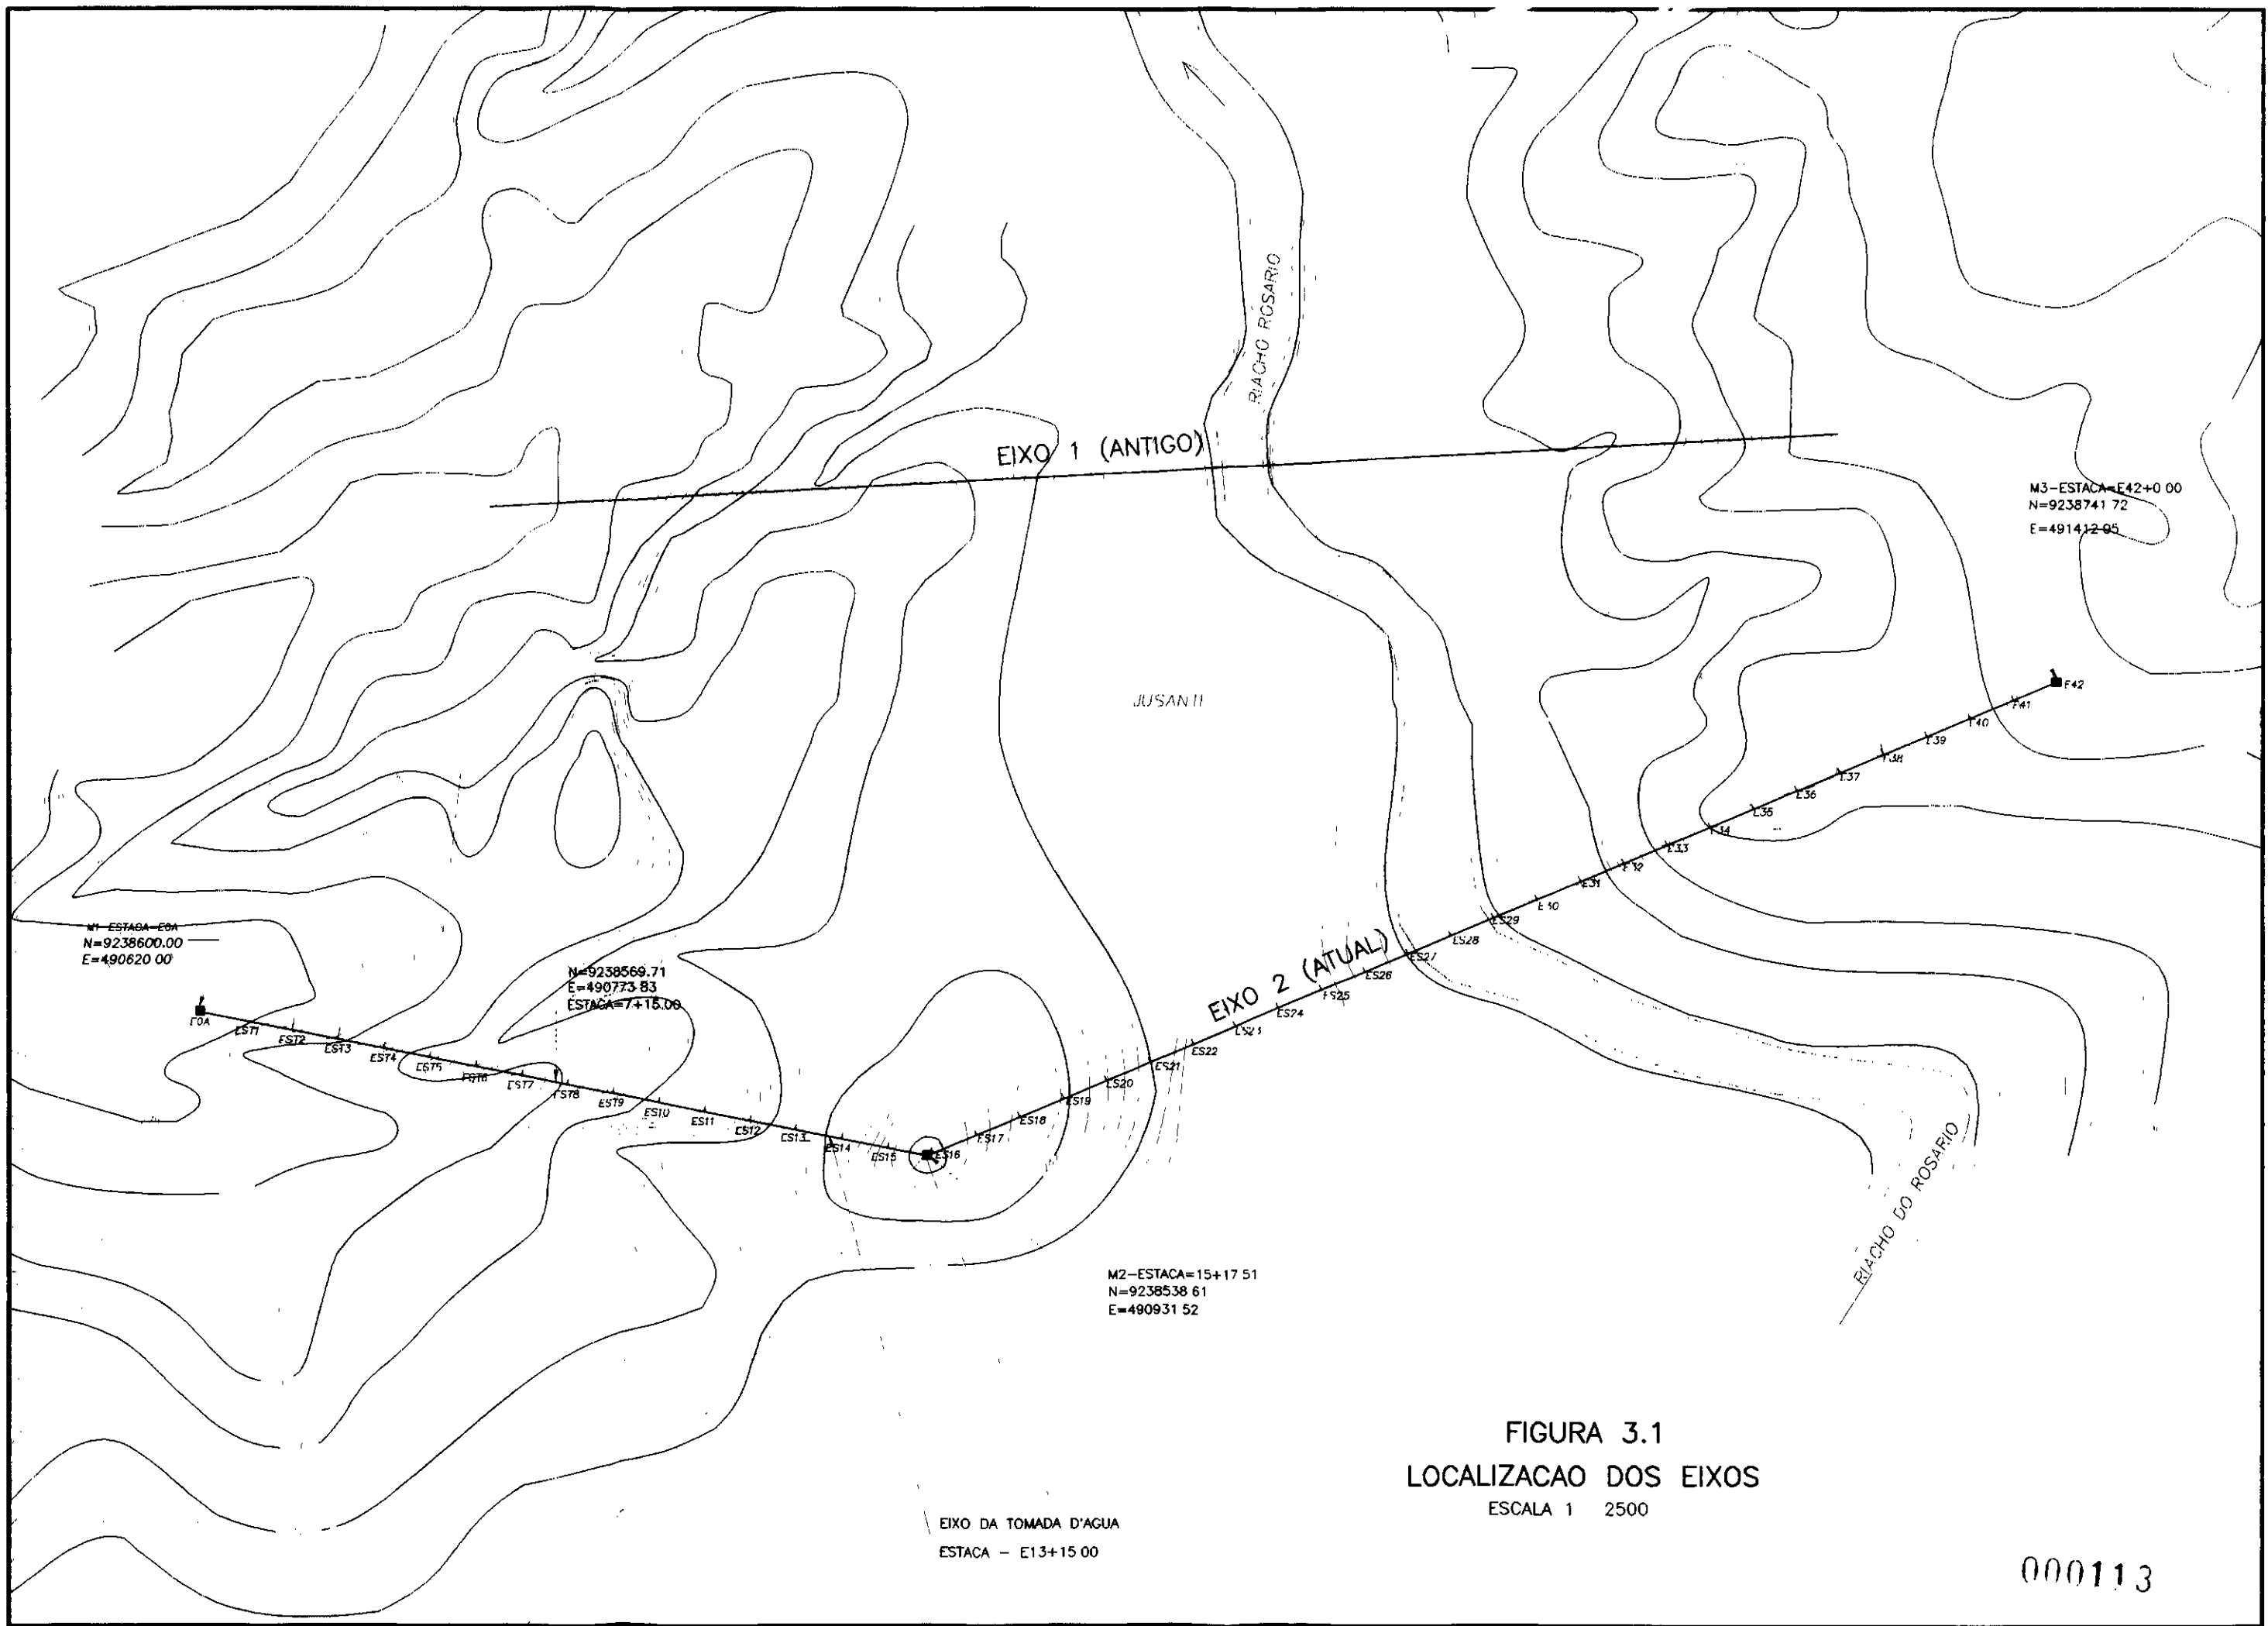 RIACHO ROSARIO
EIXO 1 (ANTIGO)
M3-ESTACA=E42+0 00
N=9238741 72
E=491412 95
F42
F41
F40
E39
E38
E37
E36
E35
E34
E33
E32
E31
E30
ES29
ES28
ES27
ES26
ES25
ES24
ES23
ES22
ES21
ES20
ES19
ES18
ES17
ES16
EIXO 2 (ATUAL)
M1-ESTACA=E0A
N=9238600.00
E=490620 00
N=9238569.71
E=490773 83
ESTACA=7+15.00
E0A
EST1
EST2
EST3
EST4
EST5
EST6
EST7
EST8
EST9
ES10
ES11
ES12
ES13
ES14
ES15
RIACHO DO ROSARIO
M2-ESTACA=15+17 51
N=9238538 61
E=490931 52
FIGURA 3.1
LOCALIZACAO DOS EIXOS
ESCALA 1 2500
EIXO DA TOMADA D'AGUA
ESTACA - E13+15 00
000113